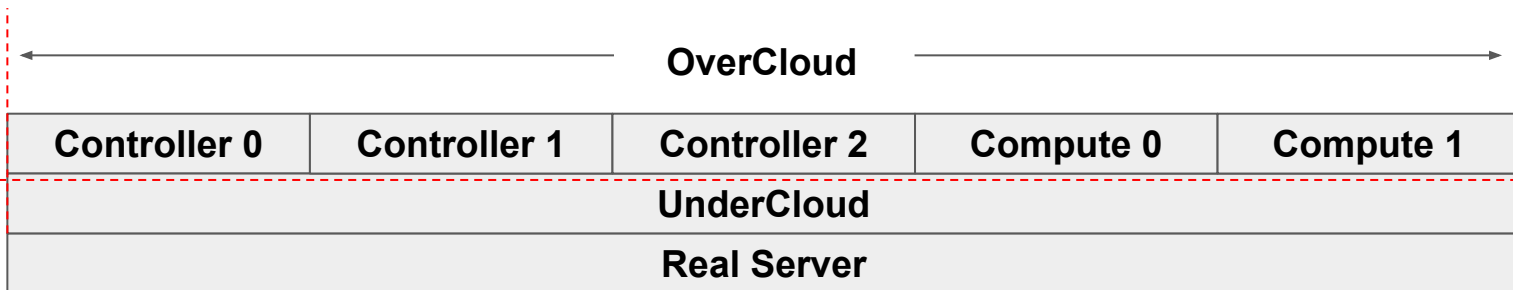 OverCloud
Controller 0 Controller 1 Controller 2 Compute 0 Compute 1
UnderCloud
Real Server